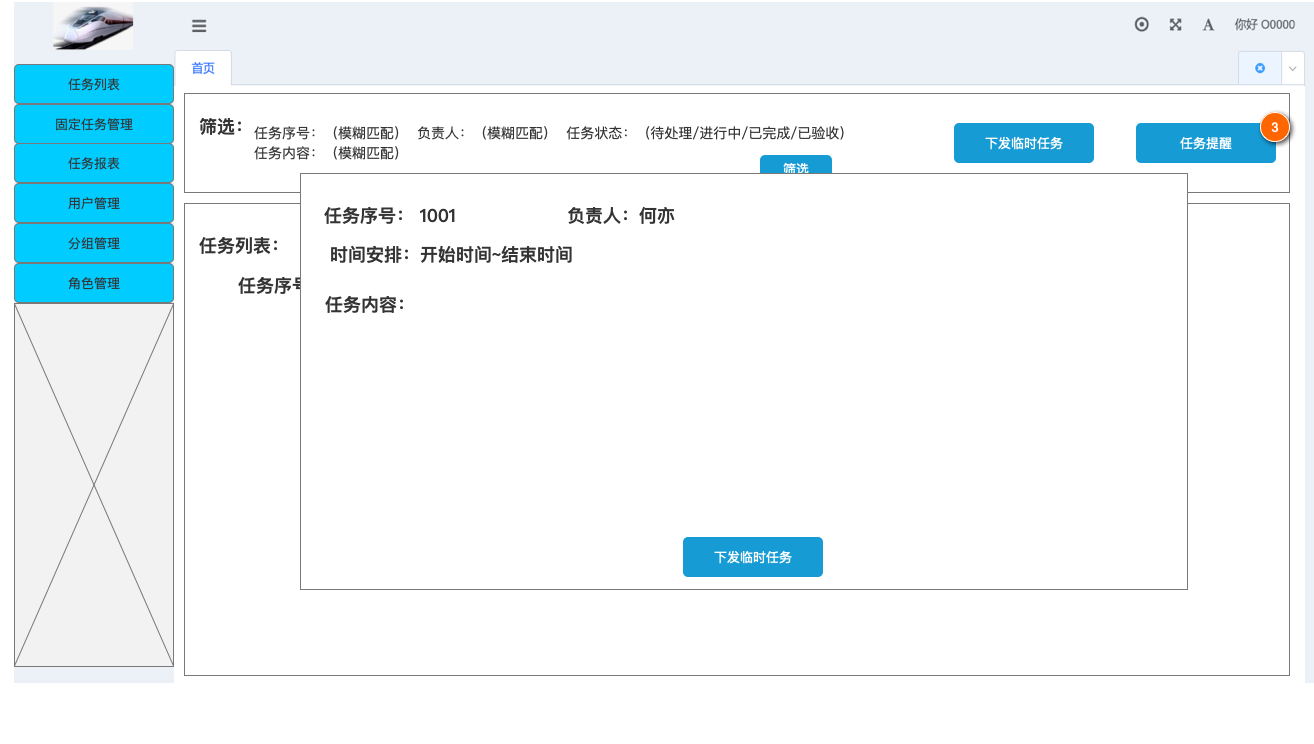 你好 O0000
首页
任务列表
固定任务管理
任务报表
用户管理
分组管理
角色管理
筛选：
任务序号：（模糊匹配） 负责人：（模糊匹配） 任务状态：（待处理/进行中/已完成/已验收）
任务内容：（模糊匹配）
筛选
下发临时任务
任务提醒
3
任务列表：
任务序号
任务序号： 1001 负责人：何亦
时间安排：开始时间~结束时间
任务内容：
下发临时任务